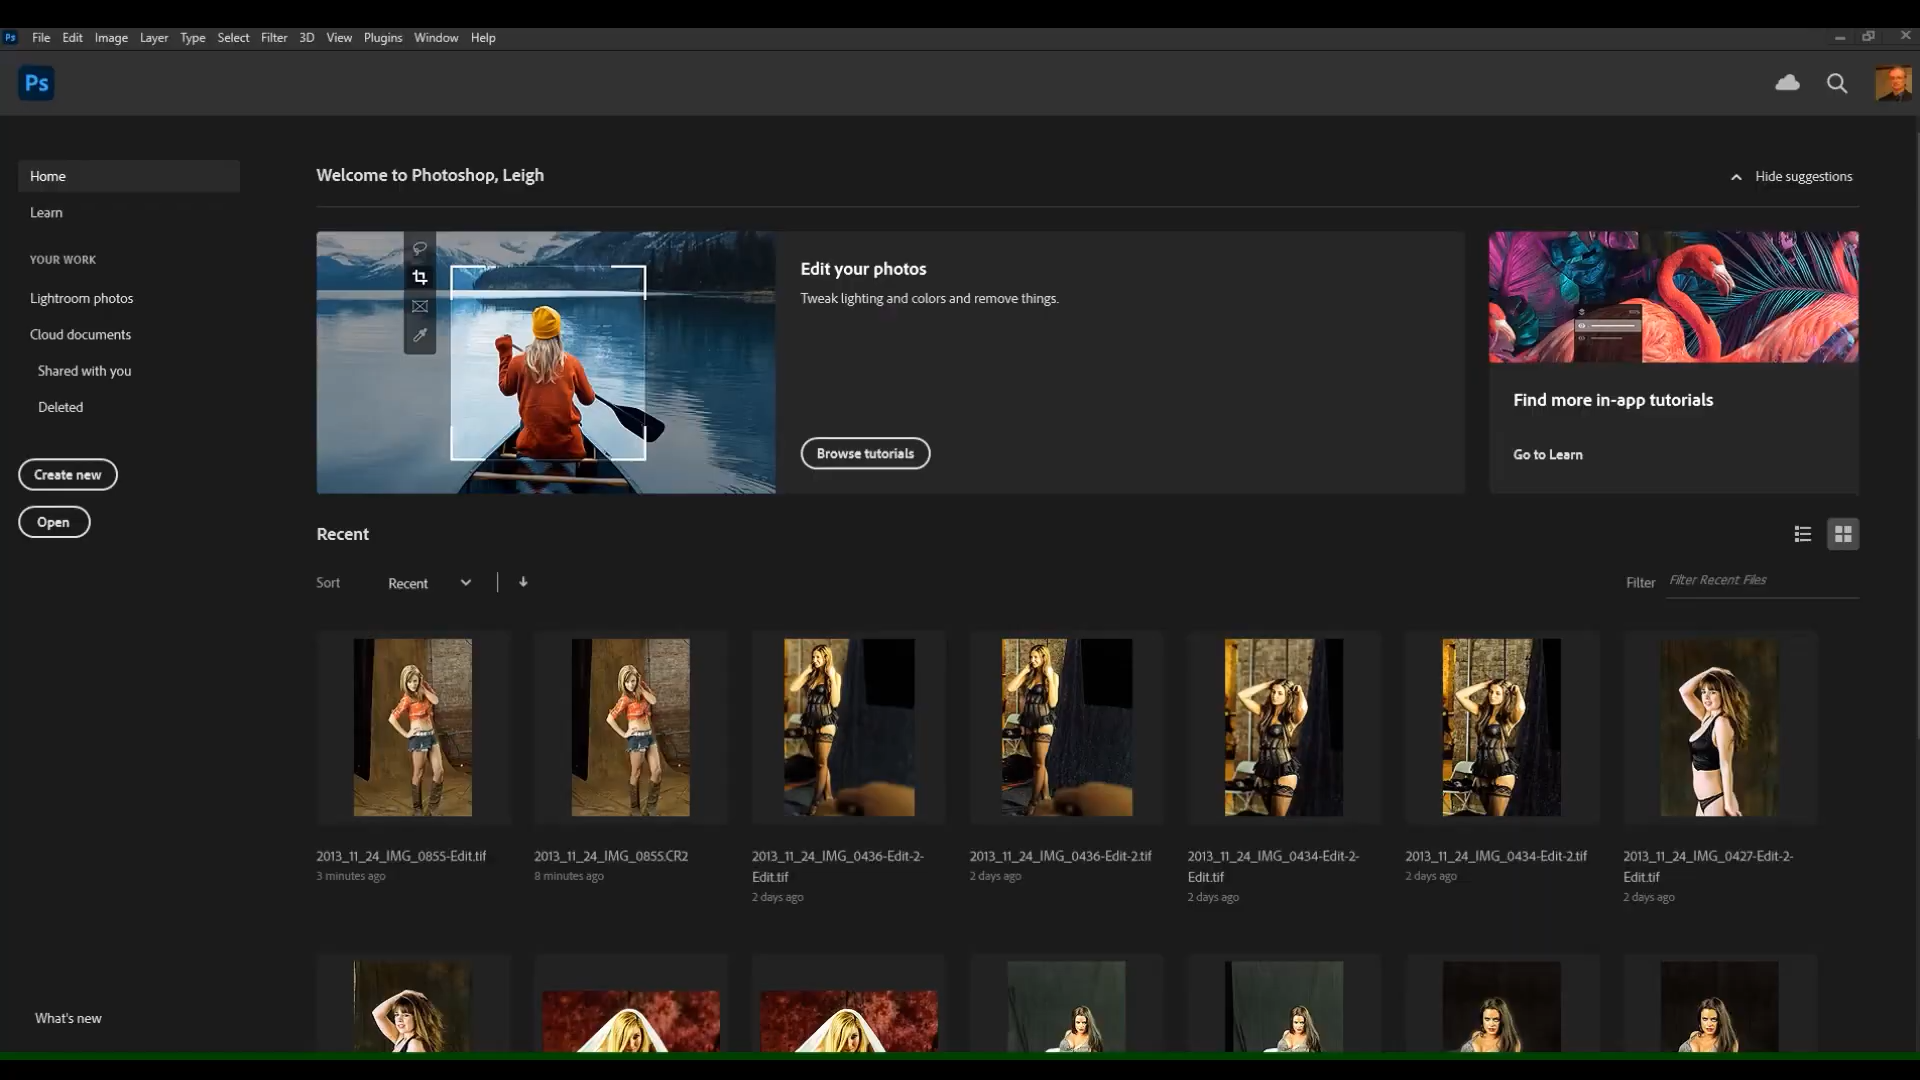 Ps File Edit Image Layer Type Select Filter 3D View Plugins Window Help
Ps
Home
Learn
YOUR WORK
Lightroom photos
Cloud documents
Shared with you
Deleted
Create new
Open
What's new
Welcome to Photoshop, Leigh
Hide suggestions
Edit your photos
Tweak lighting and colors and remove things.
Browse tutorials
Find more in-app tutorials
Go to Learn
Recent
Sort Recent
Filter Filter Recent Files
2013_11_24_IMG_0855-Edit.tif
3 minutes ago
2013_11_24_IMG_0855.CR2
8 minutes ago
2013_11_24_IMG_0436-Edit-2-
Edit.tif
2 days ago
2013_11_24_IMG_0436-Edit-2.tif
2 days ago
2013_11_24_IMG_0434-Edit-2-
Edit.tif
2 days ago
2013_11_24_IMG_0434-Edit-2.tif
2 days ago
2013_11_24_IMG_0427-Edit-2-
Edit.tif
2 days ago